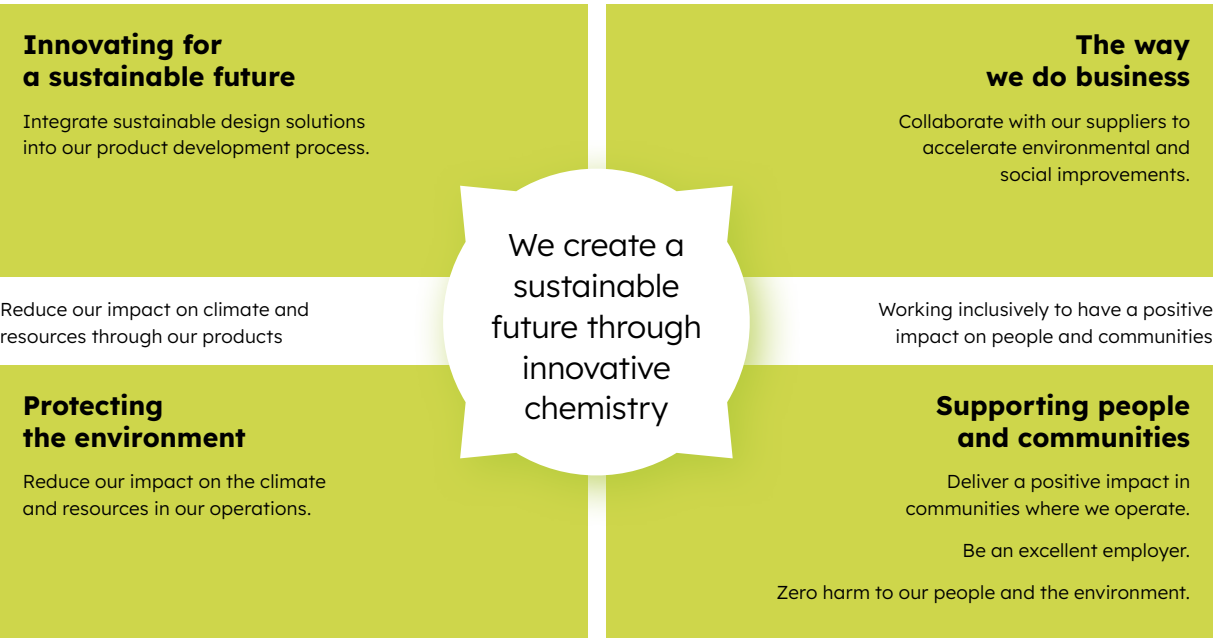 Innovating for
a sustainable future
Integrate sustainable design solutions
into our product development process.
The way
we do business
Collaborate with our suppliers to
accelerate environmental and
social improvements.
We create a
sustainable
future through
innovative
chemistry
Reduce our impact on climate and
resources through our products
Working inclusively to have a positive
impact on people and communities
Protecting
the environment
Reduce our impact on the climate
and resources in our operations.
Supporting people
and communities
Deliver a positive impact in
communities where we operate.
Be an excellent employer.
Zero harm to our people and the environment.